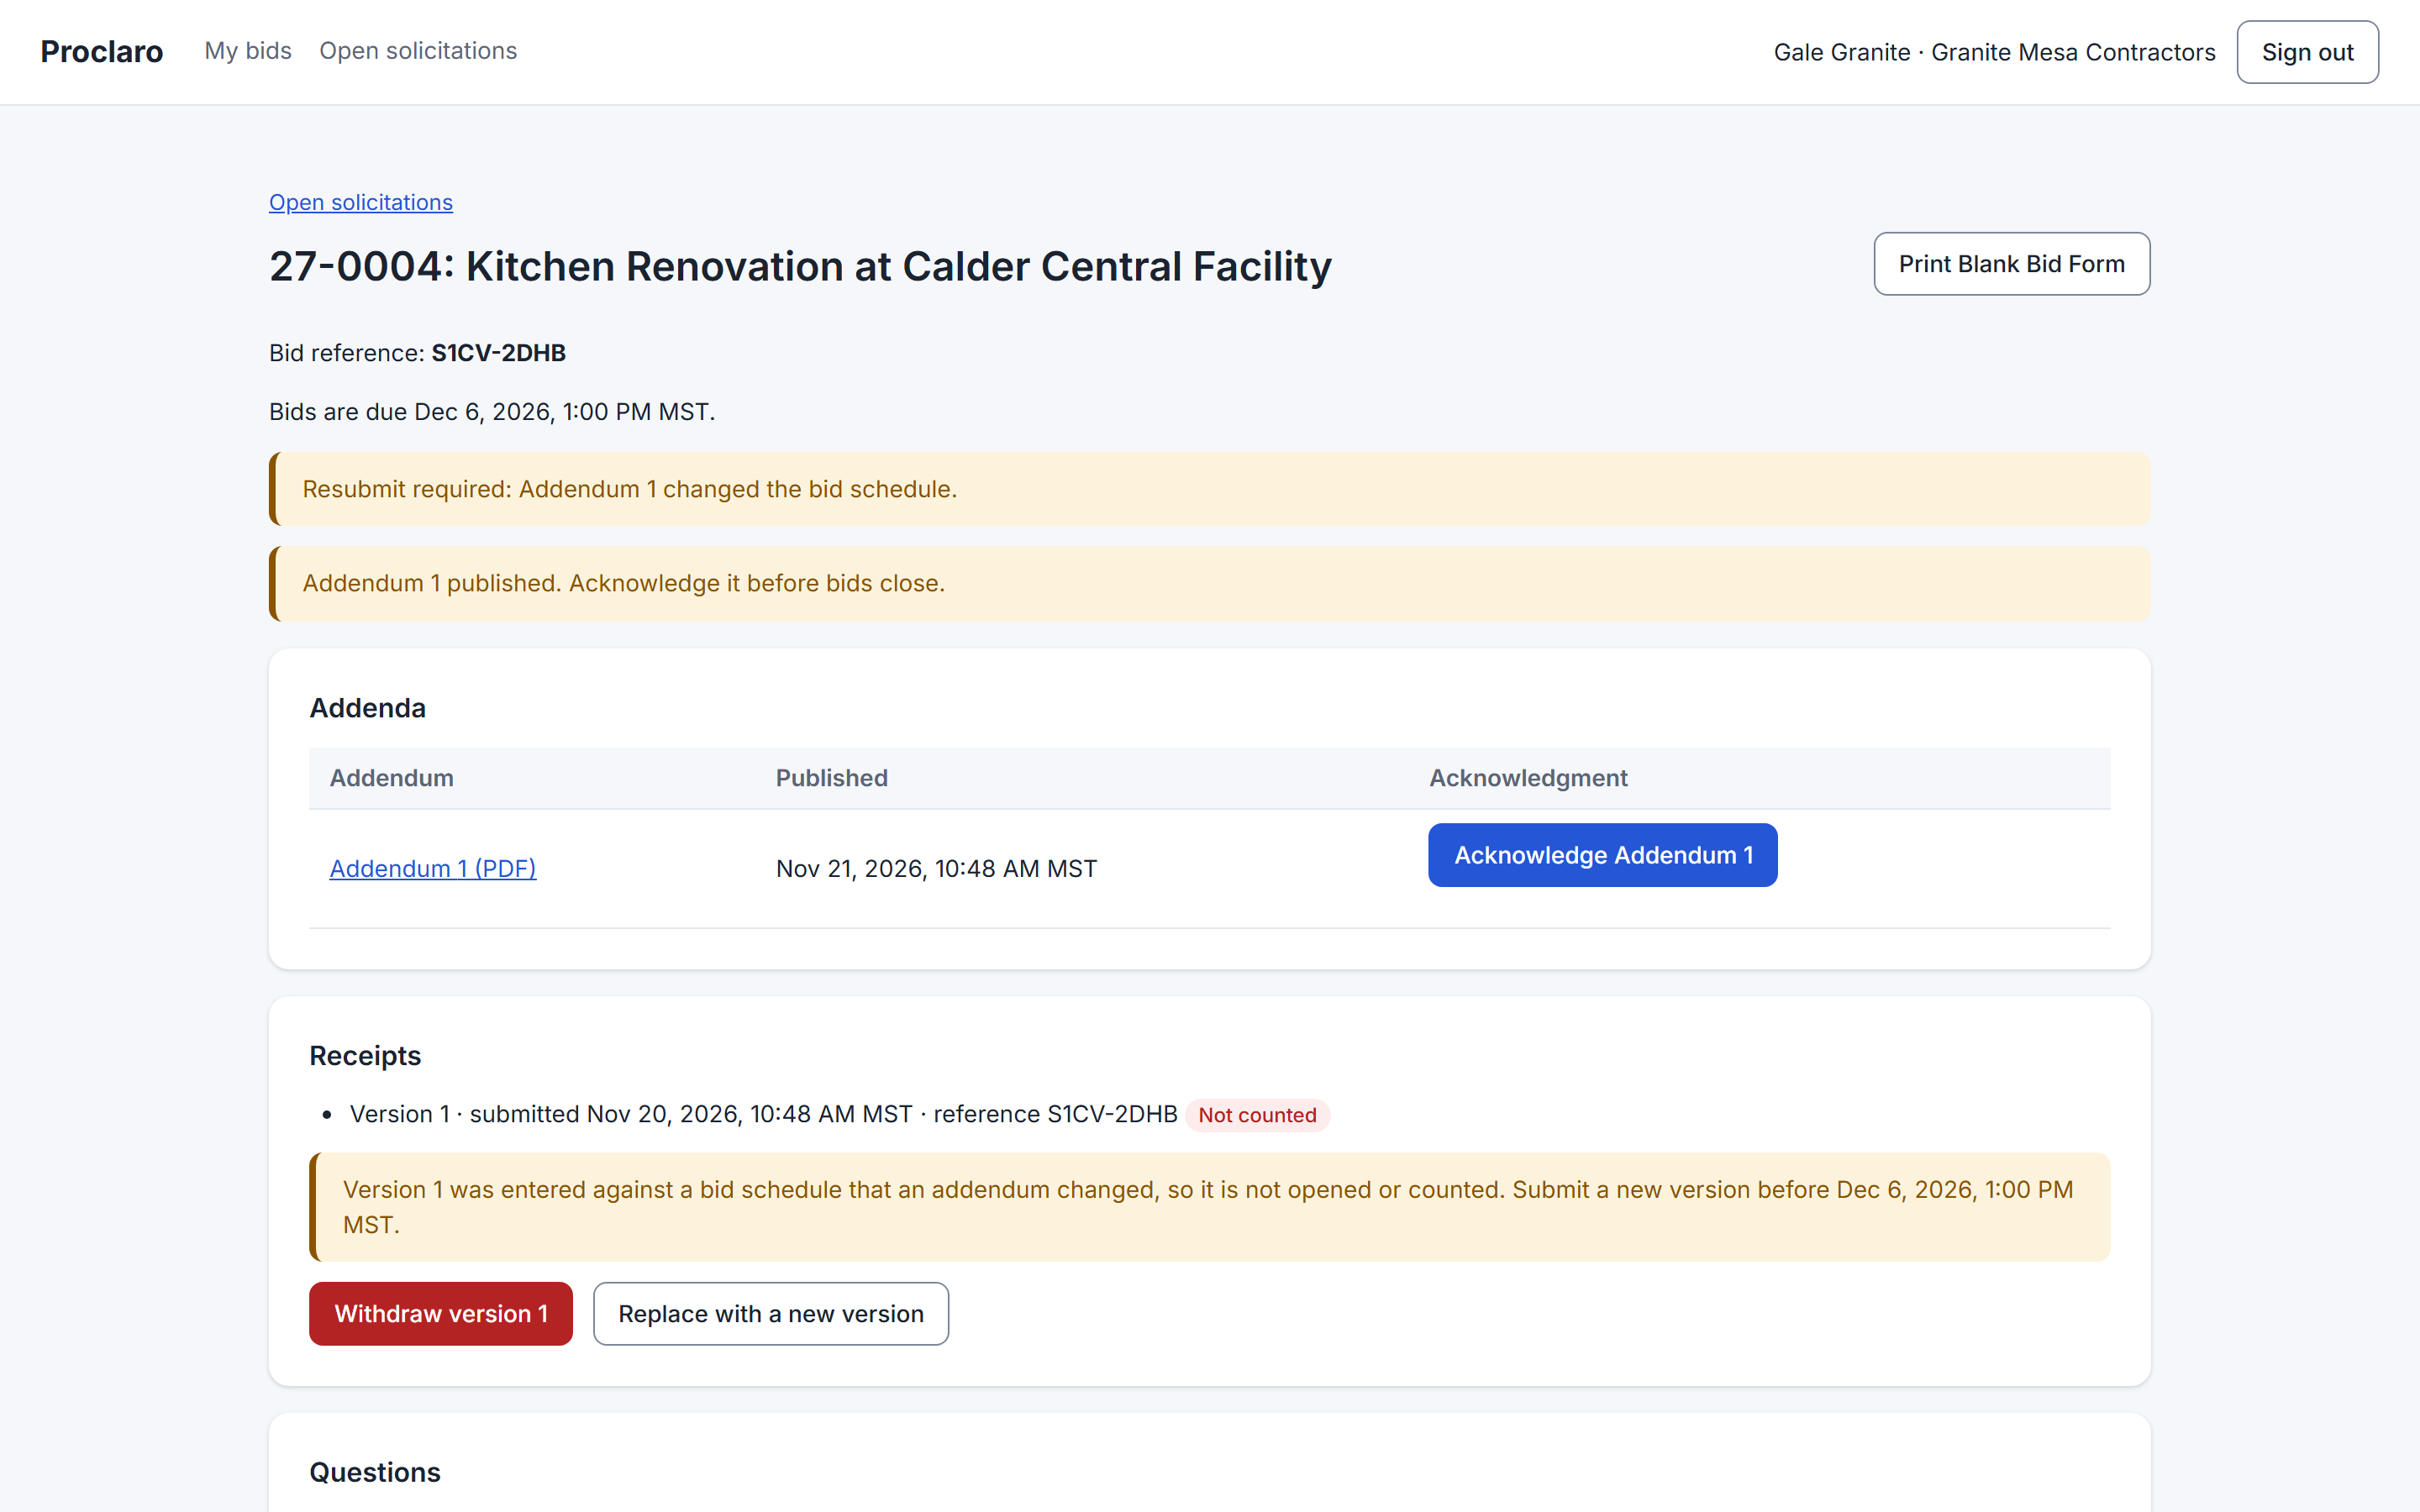 Proclaro My bids Open solicitations Gale Granite · Granite Mesa Contractors Sign out
Open solicitations
27-0004: Kitchen Renovation at Calder Central Facility Print Blank Bid Form
Bid reference: S1CV-2DHB
Bids are due Dec 6, 2026, 1:00 PM MST.
Resubmit required: Addendum 1 changed the bid schedule.
Addendum 1 published. Acknowledge it before bids close.
Addenda
Addendum Published Acknowledgment
Addendum 1 (PDF) Nov 21, 2026, 10:48 AM MST Acknowledge Addendum 1
Receipts
• Version 1 · submitted Nov 20, 2026, 10:48 AM MST · reference S1CV-2DHB Not counted
Version 1 was entered against a bid schedule that an addendum changed, so it is not opened or counted. Submit a new version before Dec 6, 2026, 1:00 PM
MST.
Withdraw version 1 Replace with a new version
Questions